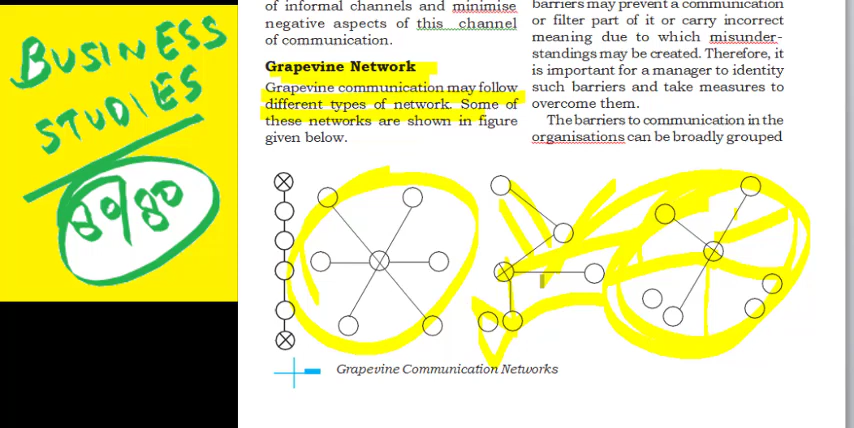 BUSINESS
STUDIES
80/80
of informal channels and minimise
negative aspects of this channel
of communication.
Grapevine Network
Grapevine communication may follow
different types of network. Some of
these networks are shown in figure
given below.
barriers may prevent a communication
or filter part of it or carry incorrect
meaning due to which misunder-
standings may be created. Therefore, it
is important for a manager to identity
such barriers and take measures to
overcome them.
The barriers to communication in the
organisations can be broadly grouped
Grapevine Communication Networks